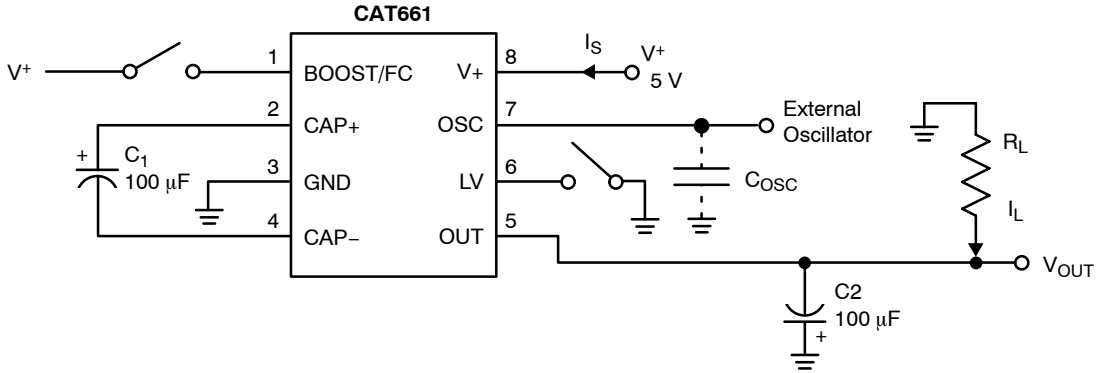 CAT661
V+
1
BOOST/FC
2
CAP+
+
C1
100 µF
3
GND
4
CAP–
V+
8
IS
V+
5 V
OSC
7
External
Oscillator
LV
6
COSC
OUT
5
RL
IL
VOUT
C2
100 µF
+